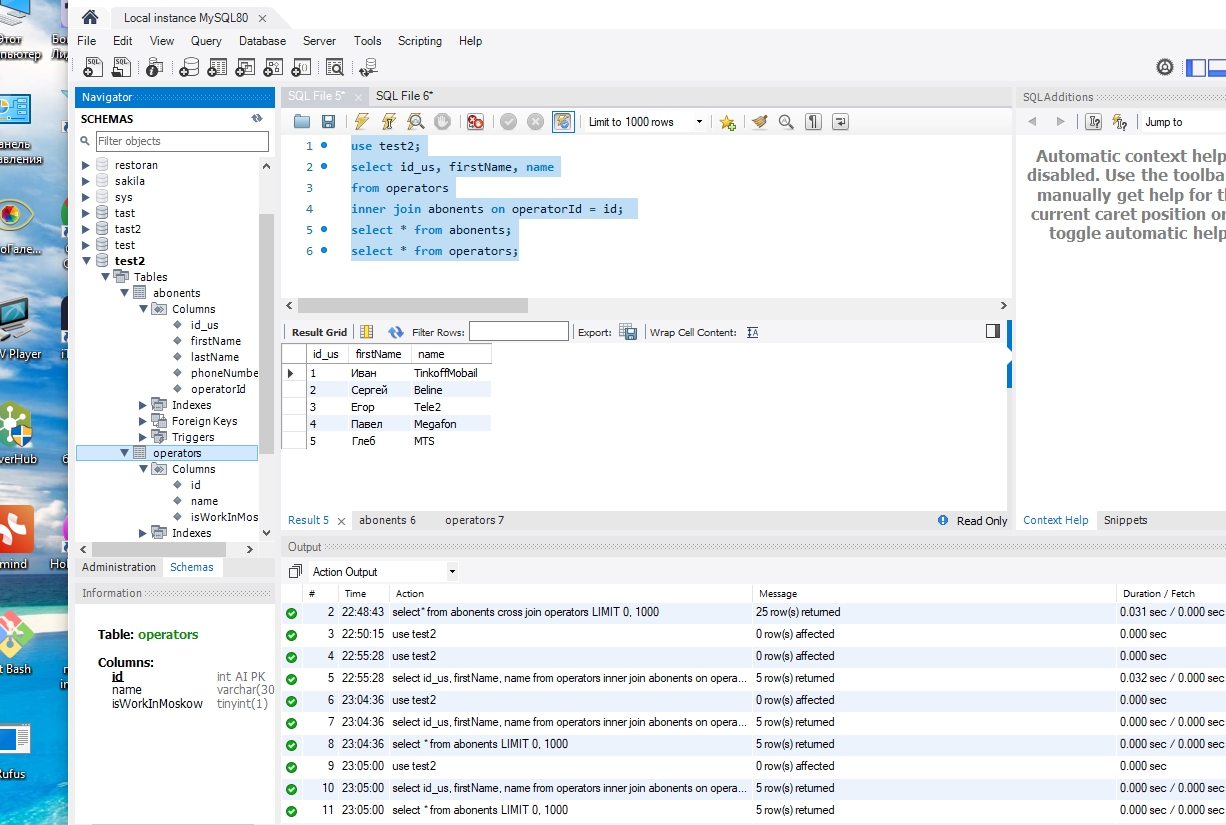 Local instance MySQL80
File Edit View Query Database Server Tools Scripting Help
Navigator
SCHEMAS
Filter objects
restoran
sakila
sys
tast
tast2
test
test2
Tables
abonents
Columns
id_us
firstName
lastName
phoneNumbe
operatorId
Indexes
Foreign Keys
Triggers
operators
Columns
id
name
isWorkInMos
Indexes
Administration Schemas
Information
Table: operators
Columns:
id int AI PK
name varchar(30
isWorkInMoskow tinyint(1)
SQL File 5* SQL File 6*
Limit to 1000 rows
1 use test2;
2 select id_us, firstName, name
3 from operators
4 inner join abonents on operatorId = id;
5 select * from abonents;
6 select * from operators;
Result Grid Filter Rows: Export: Wrap Cell Content:
id_us firstName name
1 Иван TinkoffMobail
2 Сергей Beline
3 Егор Tele2
4 Павел Megafon
5 Глеб MTS
Result 5 abonents 6 operators 7
Read Only
Output
Action Output
# Time Action Message Duration / Fetch
2 22:48:43 select* from abonents cross join operators LIMIT 0, 1000 25 row(s) returned 0.031 sec / 0.000 sec
3 22:50:15 use test2 0 row(s) affected 0.000 sec
4 22:55:28 use test2 0 row(s) affected 0.000 sec
5 22:55:28 select id_us, firstName, name from operators inner join abonents on opera... 5 row(s) returned 0.032 sec / 0.000 sec
6 23:04:36 use test2 0 row(s) affected 0.000 sec
7 23:04:36 select id_us, firstName, name from operators inner join abonents on opera... 5 row(s) returned 0.000 sec / 0.000 sec
8 23:04:36 select * from abonents LIMIT 0, 1000 5 row(s) returned 0.000 sec / 0.000 sec
9 23:05:00 use test2 0 row(s) affected 0.000 sec
10 23:05:00 select id_us, firstName, name from operators inner join abonents on opera... 5 row(s) returned 0.000 sec / 0.000 sec
11 23:05:00 select * from abonents LIMIT 0, 1000 5 row(s) returned 0.000 sec / 0.000 sec
SQLAdditions
Jump to
Automatic context help
disabled. Use the toolba
manually get help for th
current caret position or
toggle automatic help
Context Help Snippets
Этот
Player
erHub
mind
t Bash
Rufus